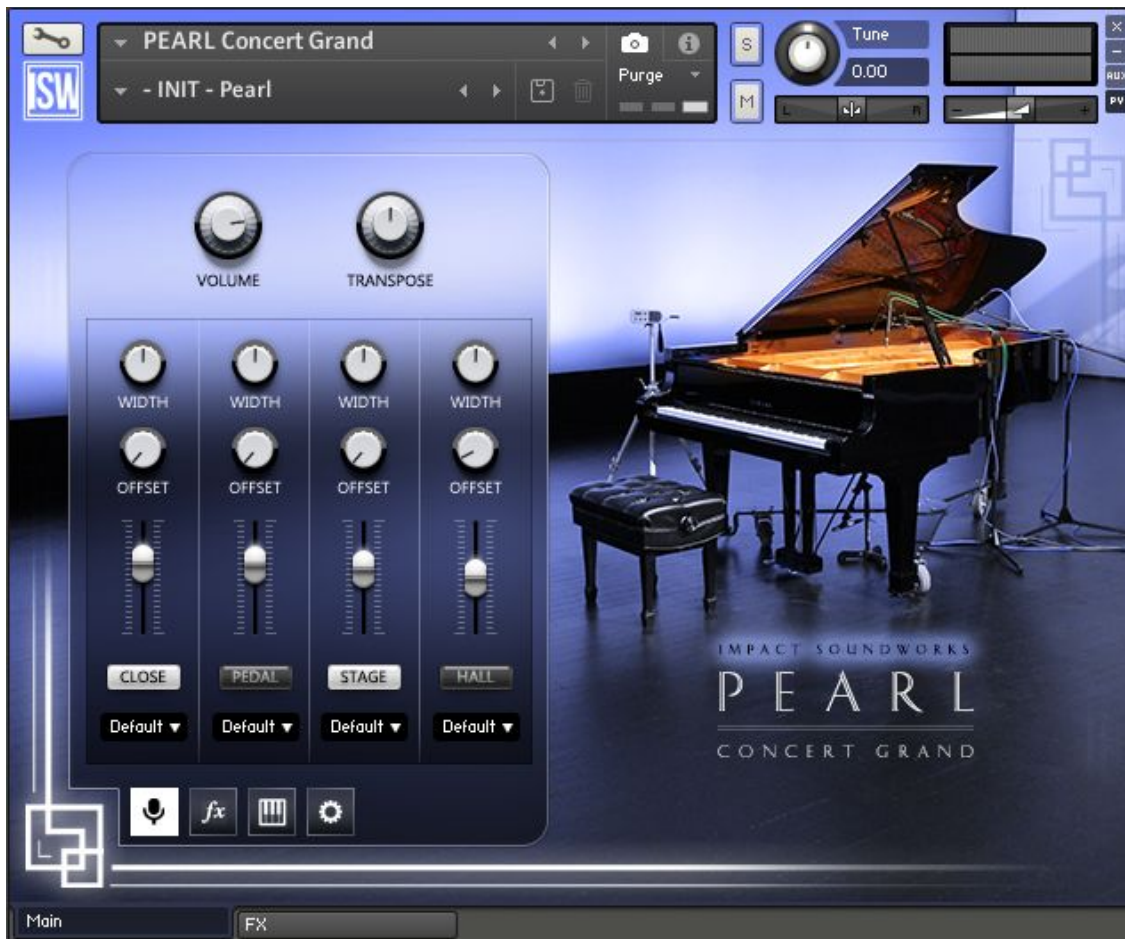 PEARL Concert Grand
- INIT - Pearl
ISW
Purge
S
M
Tune
0.00
L
R
AUX
PV
VOLUME
TRANSPOSE
WIDTH WIDTH WIDTH WIDTH
OFFSET OFFSET OFFSET OFFSET
CLOSE PEDAL STAGE HALL
Default Default Default Default
fx
IMPACT SOUNDWORKS
PEARL
CONCERT GRAND
Main
FX